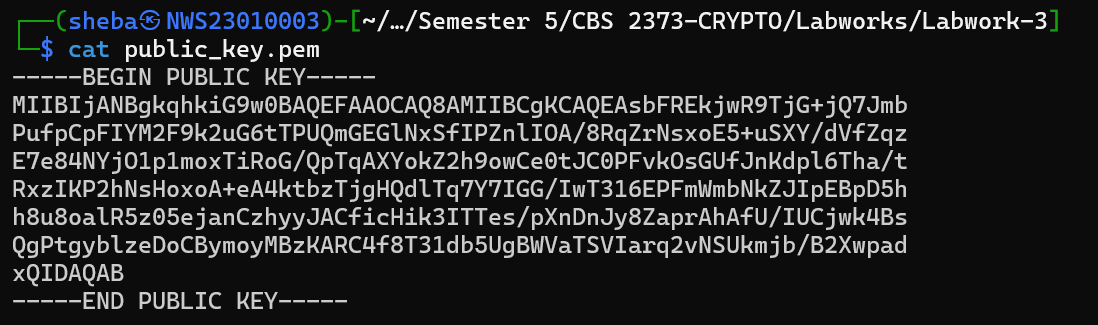 ┌──(sheba㉿NWS23010003)-[~/…/Semester 5/CBS 2373-CRYPTO/Labworks/Labwork-3]
└─$ cat public_key.pem
-----BEGIN PUBLIC KEY-----
MIIBIjANBgkqhkiG9w0BAQEFAAOCAQ8AMIIBCgKCAQEAsbFREkjwR9TjG+jQ7Jmb
PufpCpFIYM2F9k2uG6tTPUQmGEGlNxSfIPZnlIOA/8RqZrNsxoE5+uSXY/dVfZqz
E7e84NYjO1p1moxTiRoG/QpTqAXYokZ2h9owCe0tJC0PFvkOsGUfJnKdpl6Tha/t
RxzIKP2hNsHoxoA+eA4ktbzTjgHQdlTq7Y7IGG/IwT316EPFmWmbNkZJIpEBpD5h
h8u8oalR5z05ejanCzhyyJACficHik3ITTes/pXnDnJy8ZaprAhAfU/IUCjwk4Bs
QgPtgyblzeDoCBymoyMBzKARC4f8T31db5UgBWVaTSVIarq2vNSUkmjb/B2Xwpad
xQIDAQAB
-----END PUBLIC KEY-----